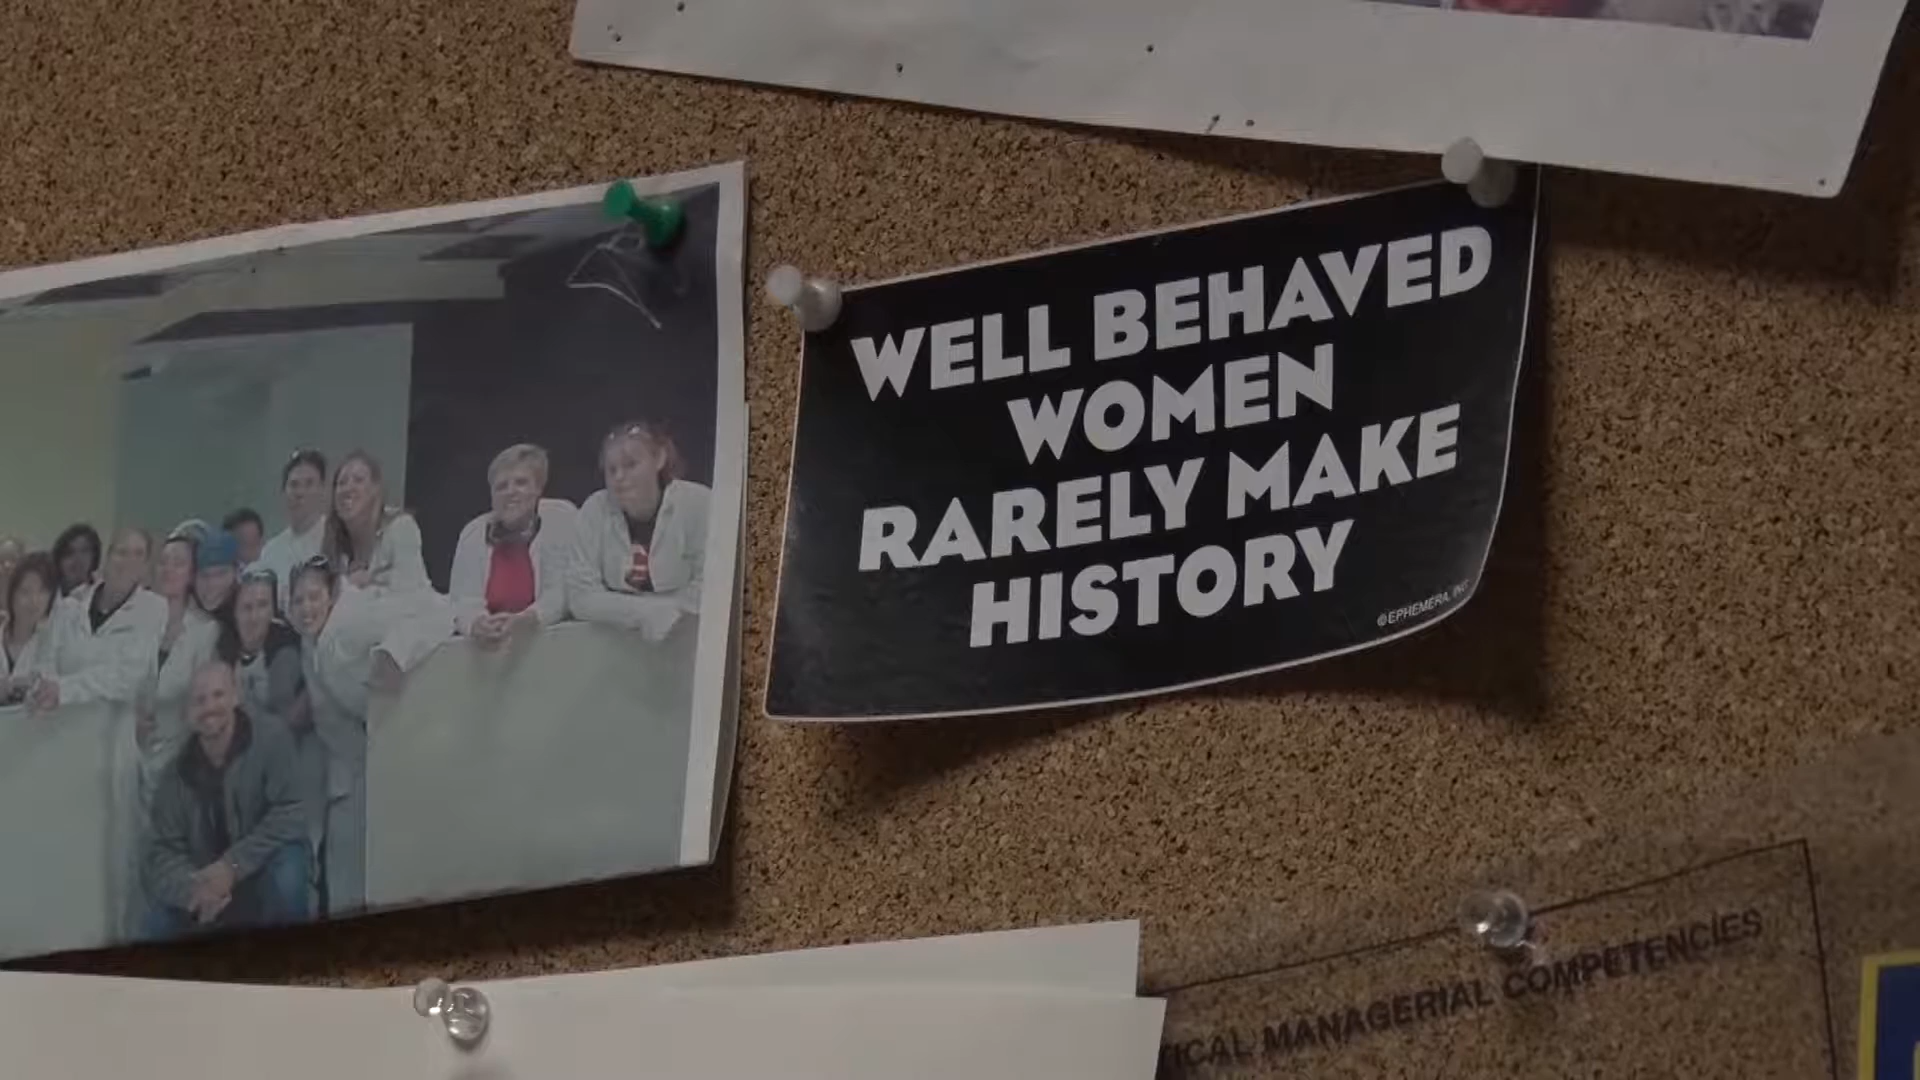 WELL BEHAVED
WOMEN
RARELY MAKE
HISTORY
©EPHEMERA, INC
MANAGERIAL COMPETENCIES